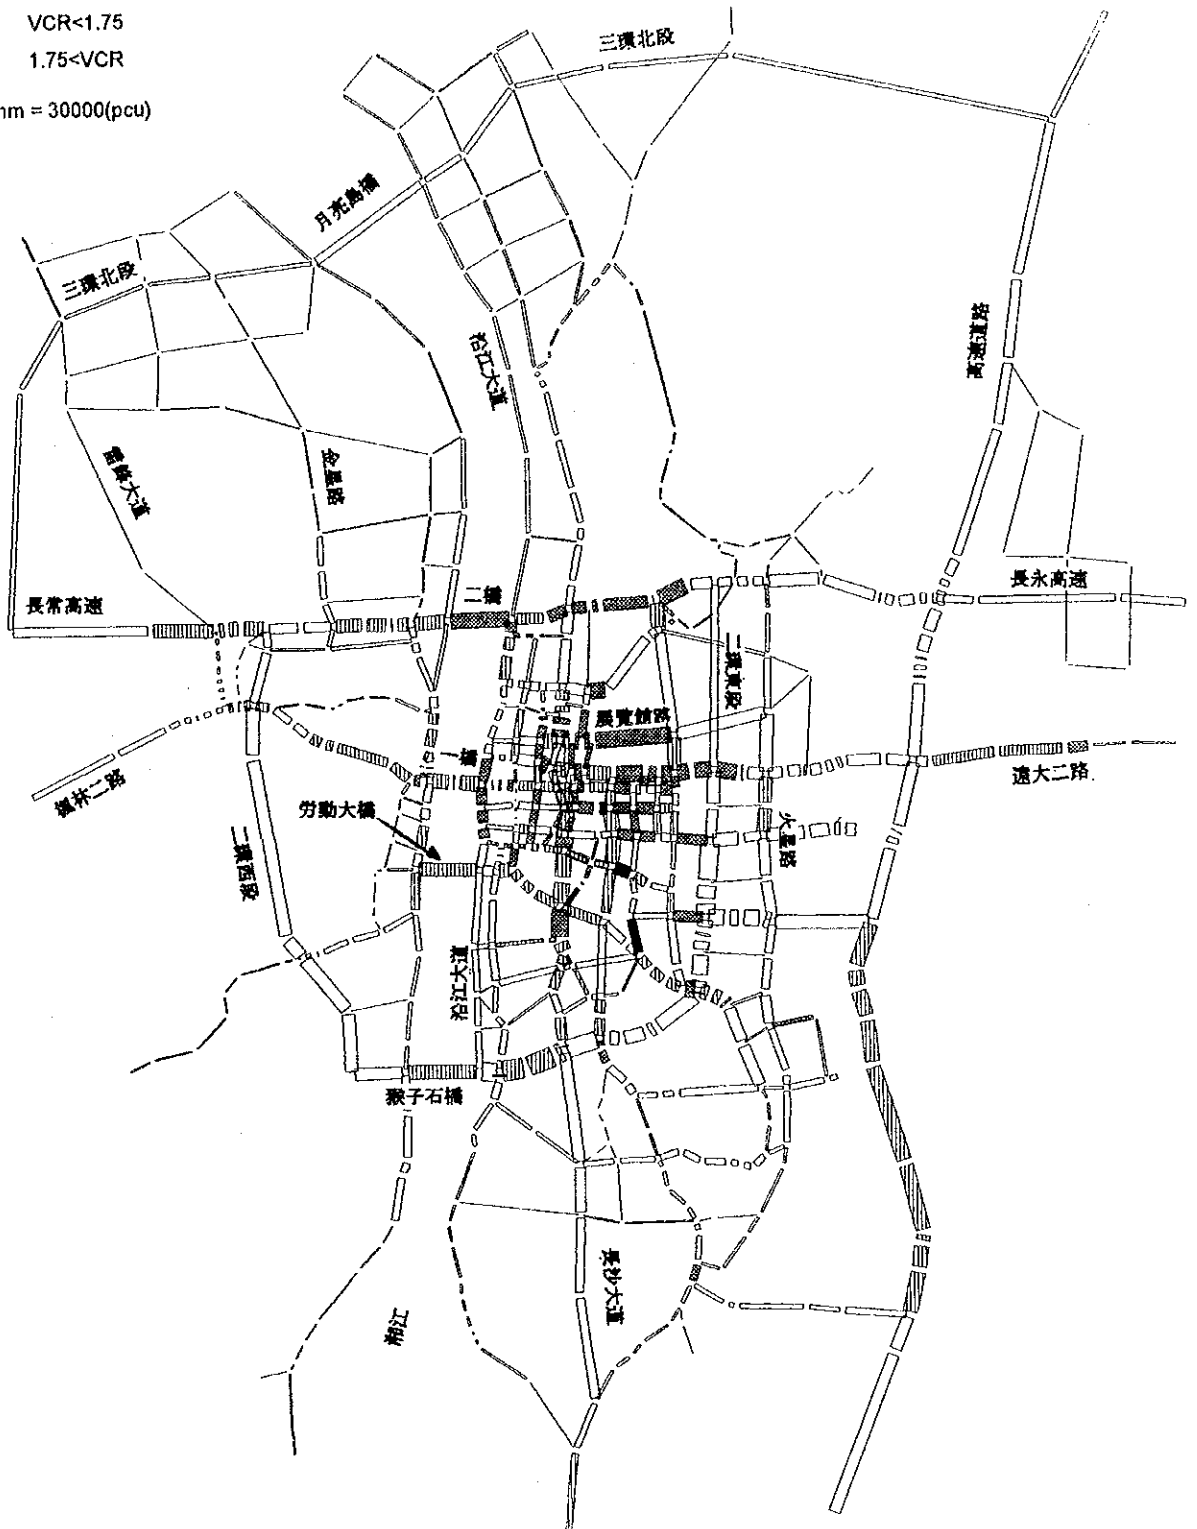 VCR<1.75
1.75<VCR
mm = 30000(pcu)
三環北段
月亮島橋
三環北段
沿江大道
高速道路
雷鋒大道
金星路
長常高速
二橋
長永高速
二環東段
展覧館路
一橋
遠大二路
楓林二路
労動大橋
火星路
二環西段
沿江大道
猴子石橋
長沙大道
湘江